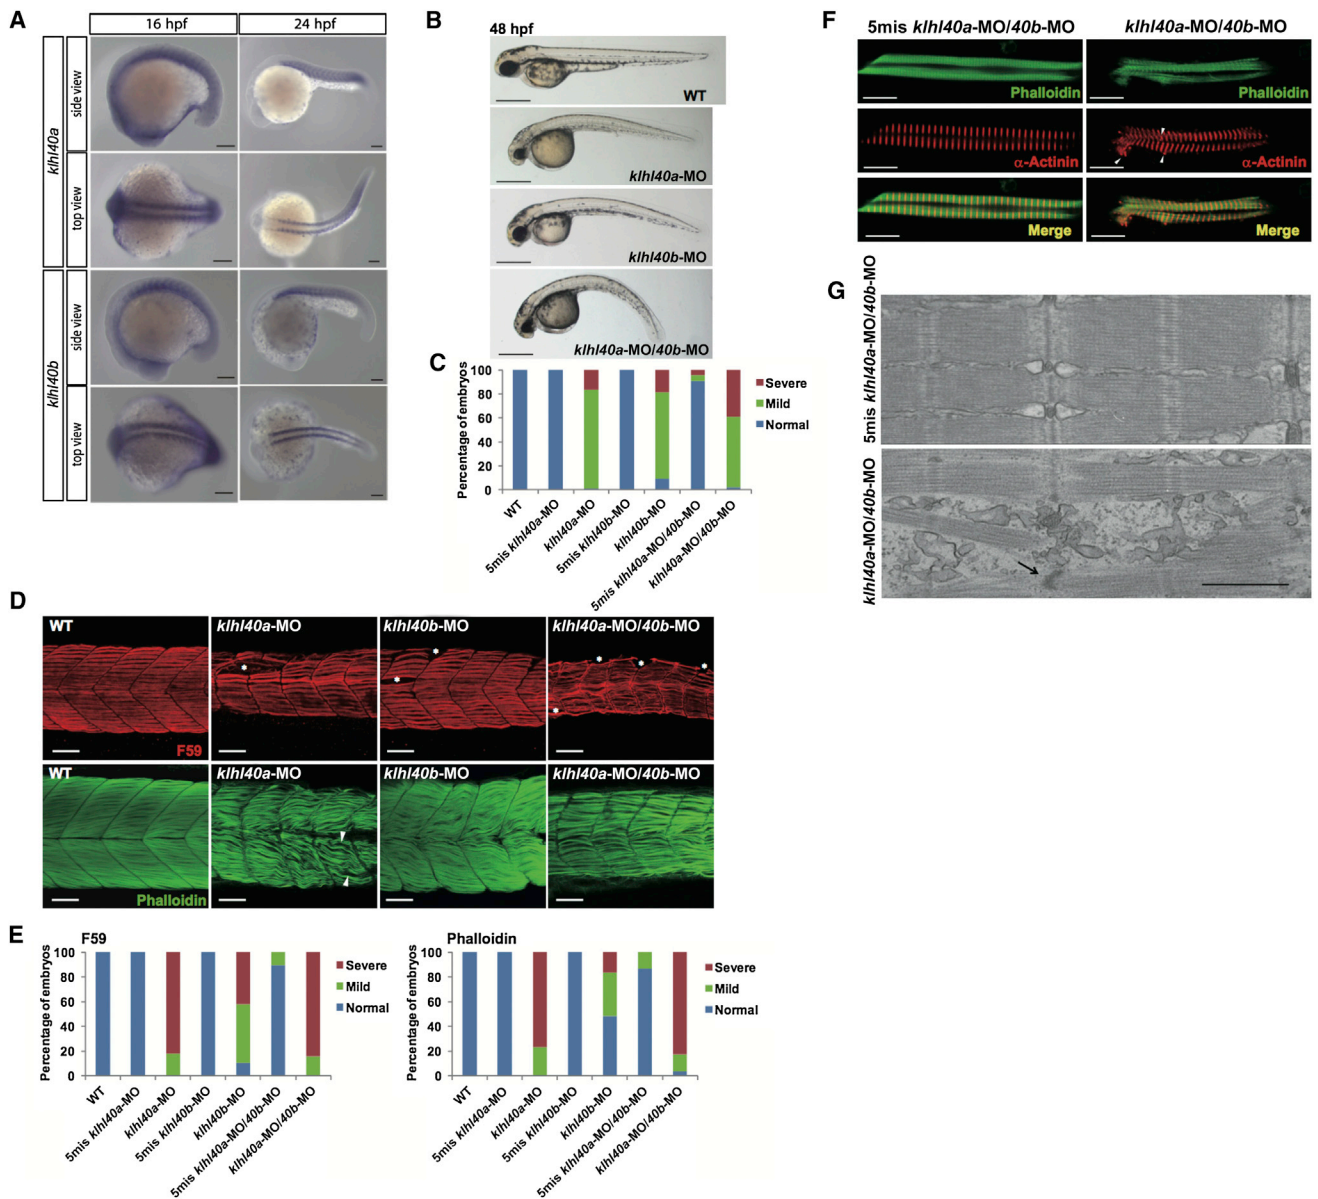 A
16 hpf
24 hpf
klhl40a
side view
top view
klhl40b
side view
top view
B
48 hpf
WT
klhl40a-MO
klhl40b-MO
klhl40a-MO/40b-MO
C
Percentage of embryos
100
80
60
40
20
0
Severe
Mild
Normal
WT
5mis klhl40a-MO
klhl40a-MO
5mis klhl40b-MO
klhl40b-MO
5mis klhl40a-MO/40b-MO
klhl40a-MO/40b-MO
D
WT
klhl40a-MO
klhl40b-MO
klhl40a-MO/40b-MO
F59
WT
klhl40a-MO
klhl40b-MO
klhl40a-MO/40b-MO
Phalloidin
E
F59
Percentage of embryos
100
80
60
40
20
0
Severe
Mild
Normal
WT
5mis klhl40a-MO
klhl40a-MO
5mis klhl40b-MO
klhl40b-MO
5mis klhl40a-MO/40b-MO
klhl40a-MO/40b-MO
Phalloidin
Percentage of embryos
100
80
60
40
20
0
Severe
Mild
Normal
WT
5mis klhl40a-MO
klhl40a-MO
5mis klhl40b-MO
klhl40b-MO
5mis klhl40a-MO/40b-MO
klhl40a-MO/40b-MO
F
5mis klhl40a-MO/40b-MO
klhl40a-MO/40b-MO
Phalloidin
Phalloidin
α-Actinin
α-Actinin
Merge
Merge
G
5mis klhl40a-MO/40b-MO
klhl40a-MO/40b-MO